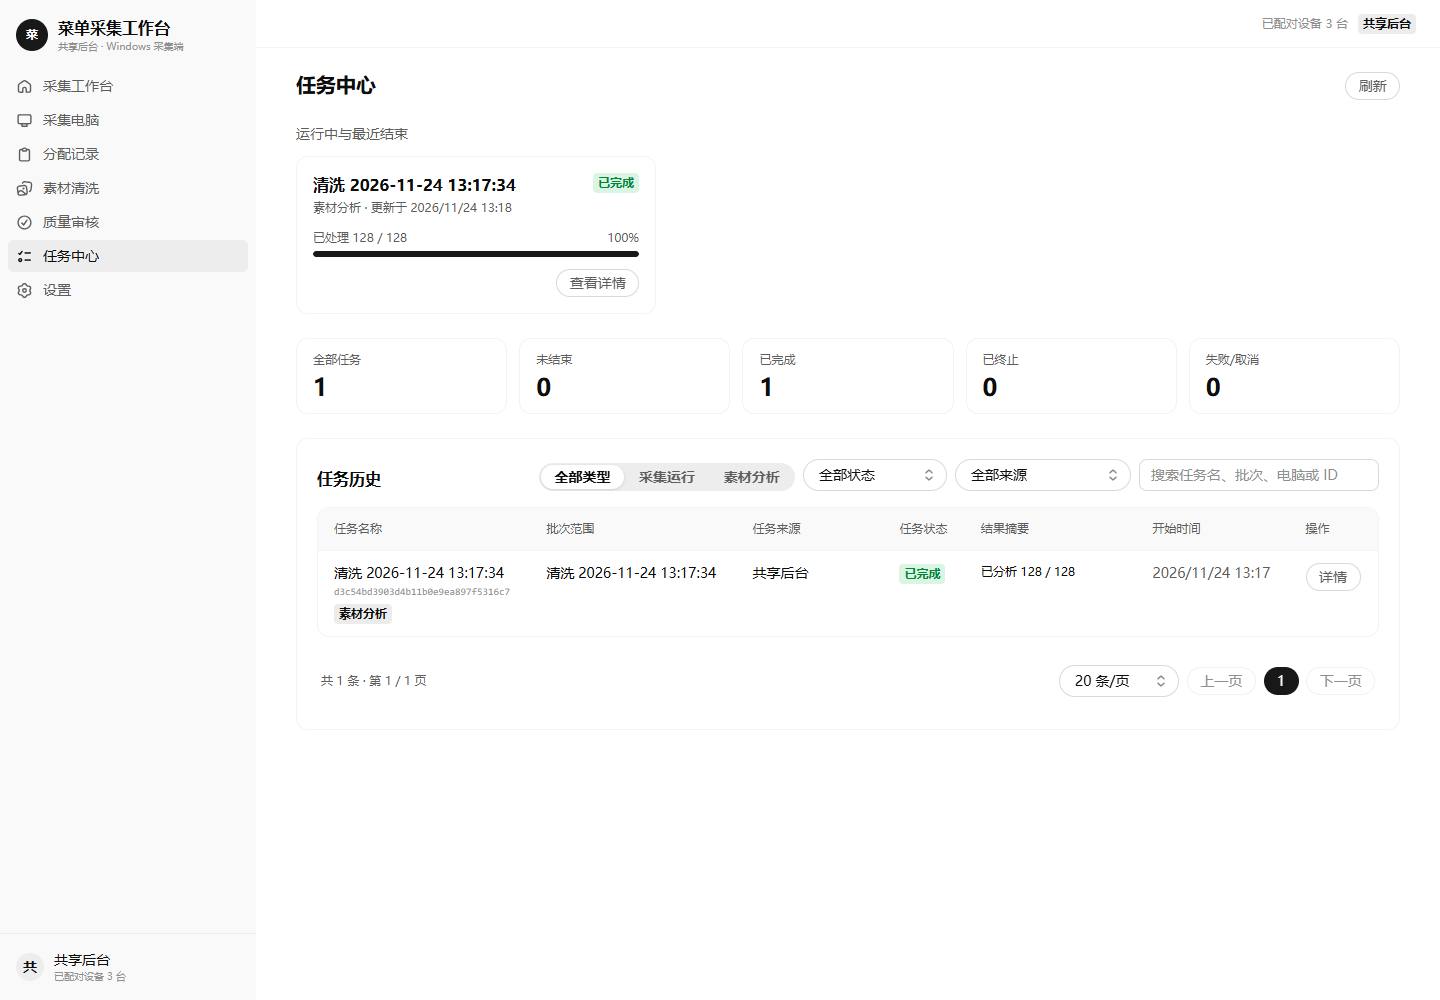 菜
菜单采集工作台
共享后台 · Windows 采集端
采集工作台
采集电脑
分配记录
素材清洗
质量审核
任务中心
设置
共
共享后台
已配对设备 3 台
已配对设备 3 台
共享后台
任务中心
刷新
运行中与最近结束
清洗 2026-11-24 13:17:34
已完成
素材分析 · 更新于 2026/11/24 13:18
已处理 128 / 128
100%
查看详情
全部任务
1
未结束
0
已完成
1
已终止
0
失败/取消
0
任务历史
全部类型
采集运行
素材分析
全部状态
全部来源
搜索任务名、批次、电脑或 ID
任务名称
批次范围
任务来源
任务状态
结果摘要
开始时间
操作
清洗 2026-11-24 13:17:34
d3c54bd3903d4b11b0e9ea897f5316c7
素材分析
清洗 2026-11-24 13:17:34
共享后台
已完成
已分析 128 / 128
2026/11/24 13:17
详情
共 1 条 · 第 1 / 1 页
20 条/页
上一页
1
下一页